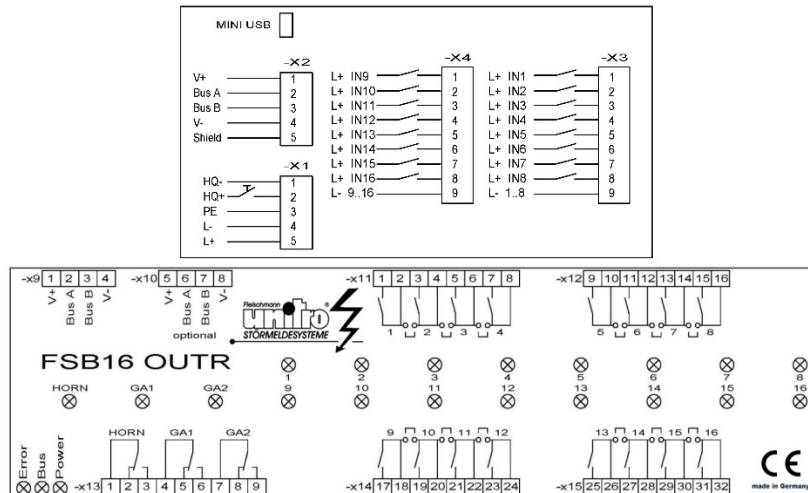 MINI USB
-X2
V+ 1
Bus A 2
Bus B 3
V- 4
Shield 5
-X1
HQ- 1
HQ+ 2
PE 3
L- 4
L+ 5
-X4
L+ IN9 1
L+ IN10 2
L+ IN11 3
L+ IN12 4
L+ IN13 5
L+ IN14 6
L+ IN15 7
L+ IN16 8
L- 9..16 9
-X3
L+ IN1 1
L+ IN2 2
L+ IN3 3
L+ IN4 4
L+ IN5 5
L+ IN6 6
L+ IN7 7
L+ IN8 8
L- 1..8 9
-x9 1 2 3 4
V+ Bus A Bus B V-
-x10 5 6 7 8
V+ Bus A Bus B V-
optional
Fleischmann
unitro ®
STÖRMELDESYSTEME
-x11 1 2 3 4 5 6 7 8
1 2 3 4
-x12 9 10 11 12 13 14 15 16
5 6 7 8
FSB16 OUTR
HORN GA1 GA2
1 2 3 4 5 6 7 8
9 10 11 12 13 14 15 16
Error Bus Power
HORN GA1 GA2
-x13 1 2 3 4 5 6 7 8 9
9 10 11 12
-x14 17 18 19 20 21 22 23 24
13 14 15 16
-x15 25 26 27 28 29 30 31 32
CE
made in Germany